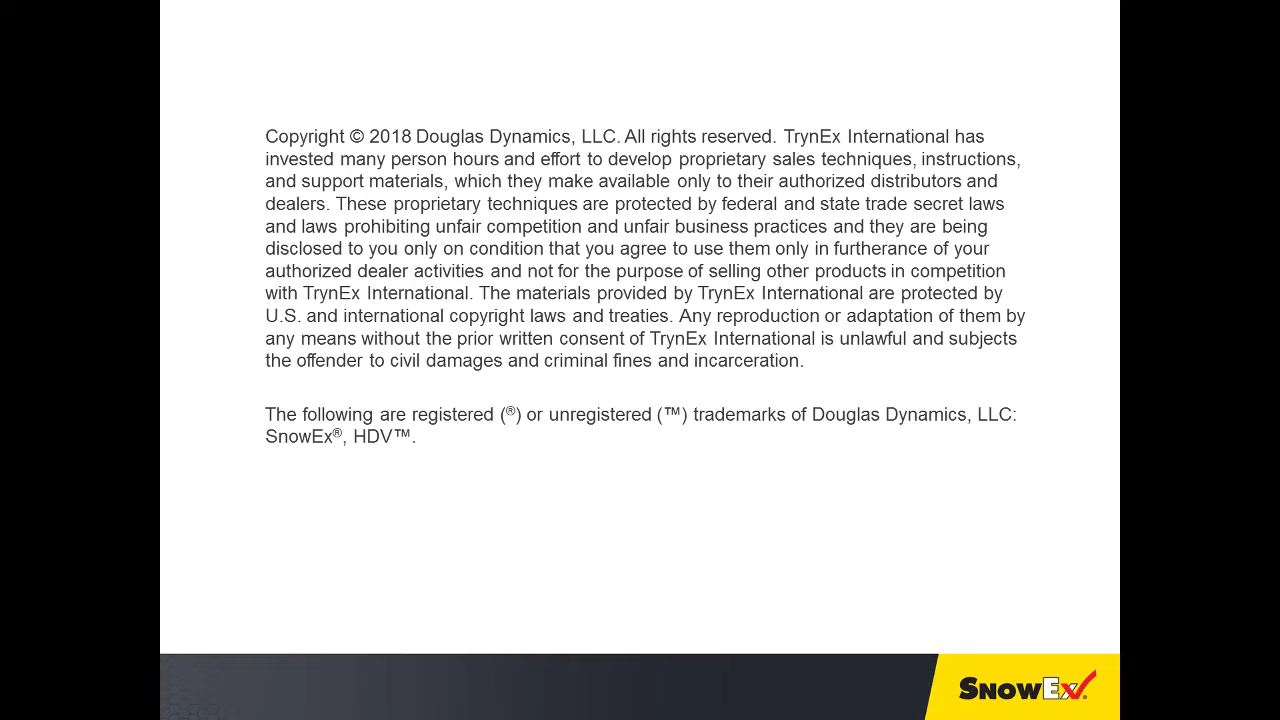 Copyright © 2018 Douglas Dynamics, LLC. All rights reserved. TrynEx International has
invested many person hours and effort to develop proprietary sales techniques, instructions,
and support materials, which they make available only to their authorized distributors and
dealers. These proprietary techniques are protected by federal and state trade secret laws
and laws prohibiting unfair competition and unfair business practices and they are being
disclosed to you only on condition that you agree to use them only in furtherance of your
authorized dealer activities and not for the purpose of selling other products in competition
with TrynEx International. The materials provided by TrynEx International are protected by
U.S. and international copyright laws and treaties. Any reproduction or adaptation of them by
any means without the prior written consent of TrynEx International is unlawful and subjects
the offender to civil damages and criminal fines and incarceration.
The following are registered (®) or unregistered (™) trademarks of Douglas Dynamics, LLC:
SnowEx®, HDV™.
SNOWEX®